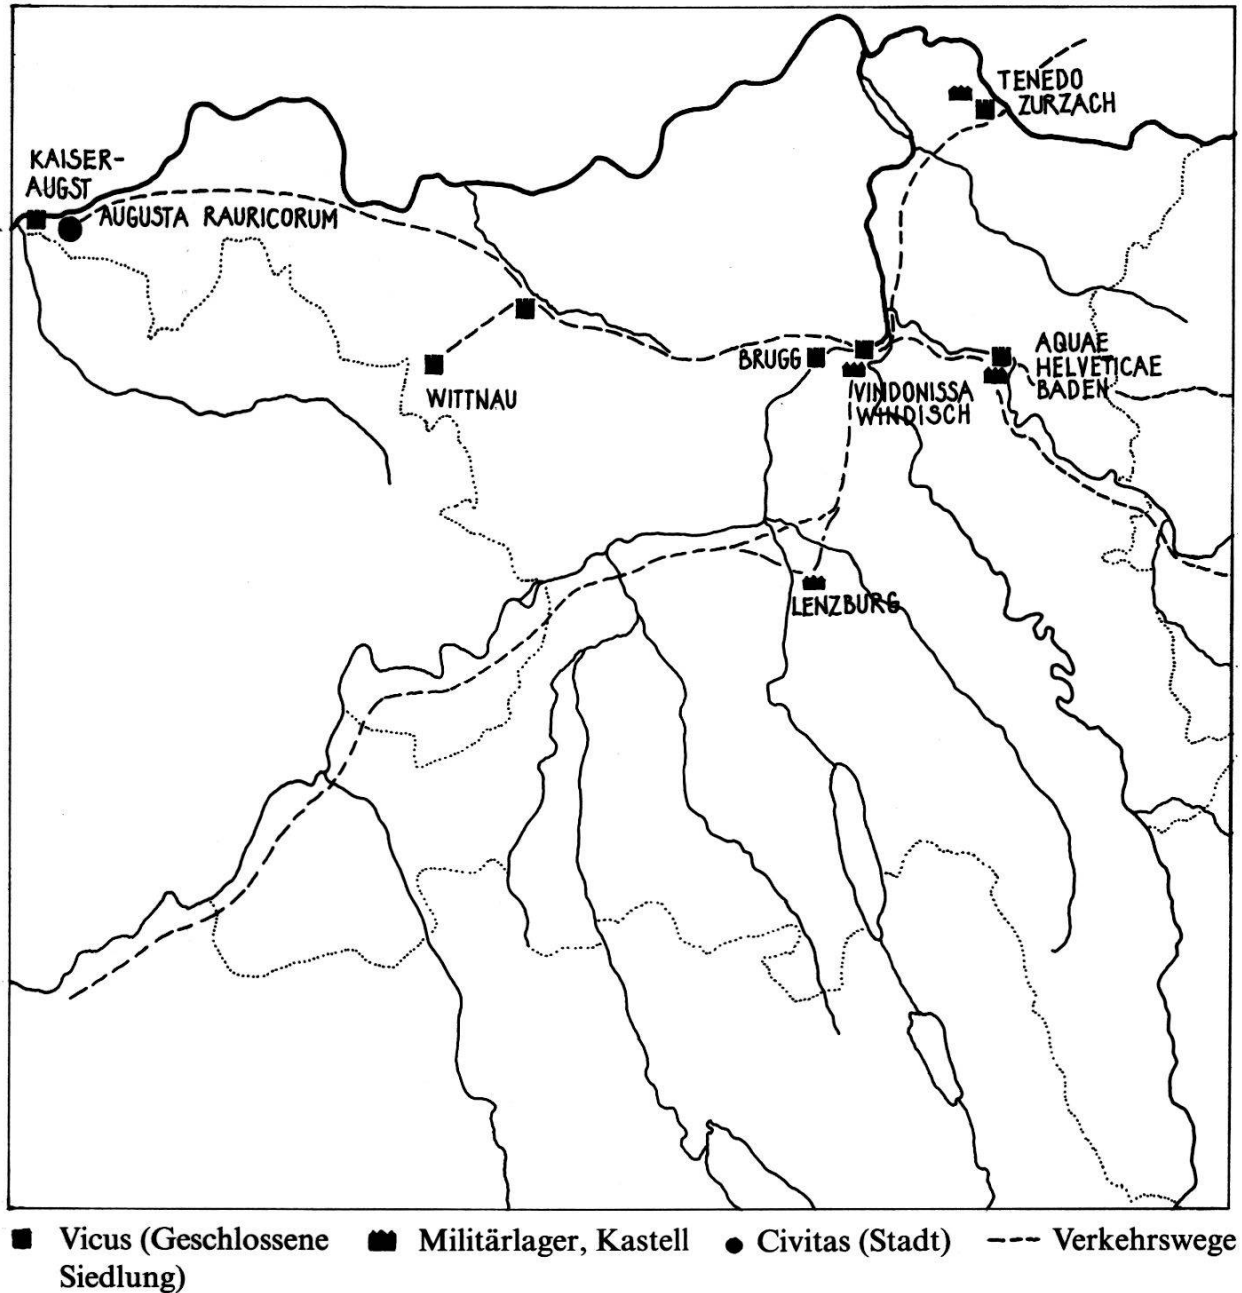 TENEDO
ZURZACH
KAISER-
AUGST
AUGUSTA RAURICORUM
BRUGG
AQUAE
HELVETICAE
BADEN
VINDONISSA
WINDISCH
WITTNAU
LENZBURG
Vicus (Geschlossene Siedlung)
Militärlager, Kastell
Civitas (Stadt)
Verkehrswege